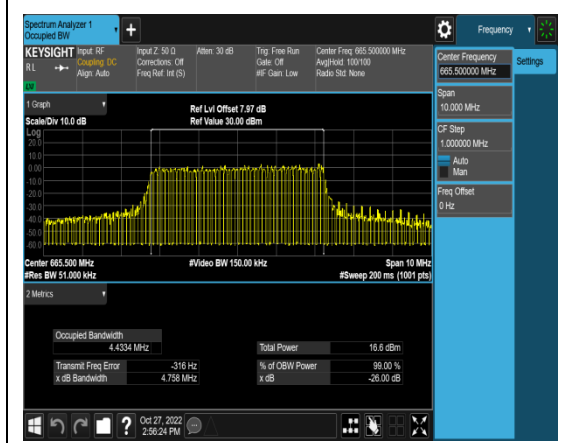 Spectrum Analyzer 1
Occupied BW
Frequency
KEYSIGHT
R L
Input: RF
Coupling: DC
Align: Auto
Input Z: 50 Ω
Corrections: Off
Freq Ref: Int (S)
Atten: 30 dB
Trig: Free Run
Gate: Off
#IF Gain: Low
Center Freq: 665.500000 MHz
Avg|Hold: 100/100
Radio Std: None
Center Frequency
665.500000 MHz
Settings
Span
10.000 MHz
CF Step
1.000000 MHz
Auto
Man
Freq Offset
0 Hz
1 Graph
Scale/Div 10.0 dB
Ref Lvl Offset 7.97 dB
Ref Value 30.00 dBm
Log
20.0
10.0
0.00
-10.0
-20.0
-30.0
-40.0
-50.0
-60.0
Center 665.500 MHz
#Res BW 51.000 kHz
#Video BW 150.00 kHz
Span 10 MHz
#Sweep 200 ms (1001 pts)
2 Metrics
Occupied Bandwidth
4.4334 MHz
Total Power 16.6 dBm
Transmit Freq Error -316 Hz
% of OBW Power 99.00 %
x dB Bandwidth 4.758 MHz
x dB -26.00 dB
?
Oct 27, 2022
2:56:24 PM